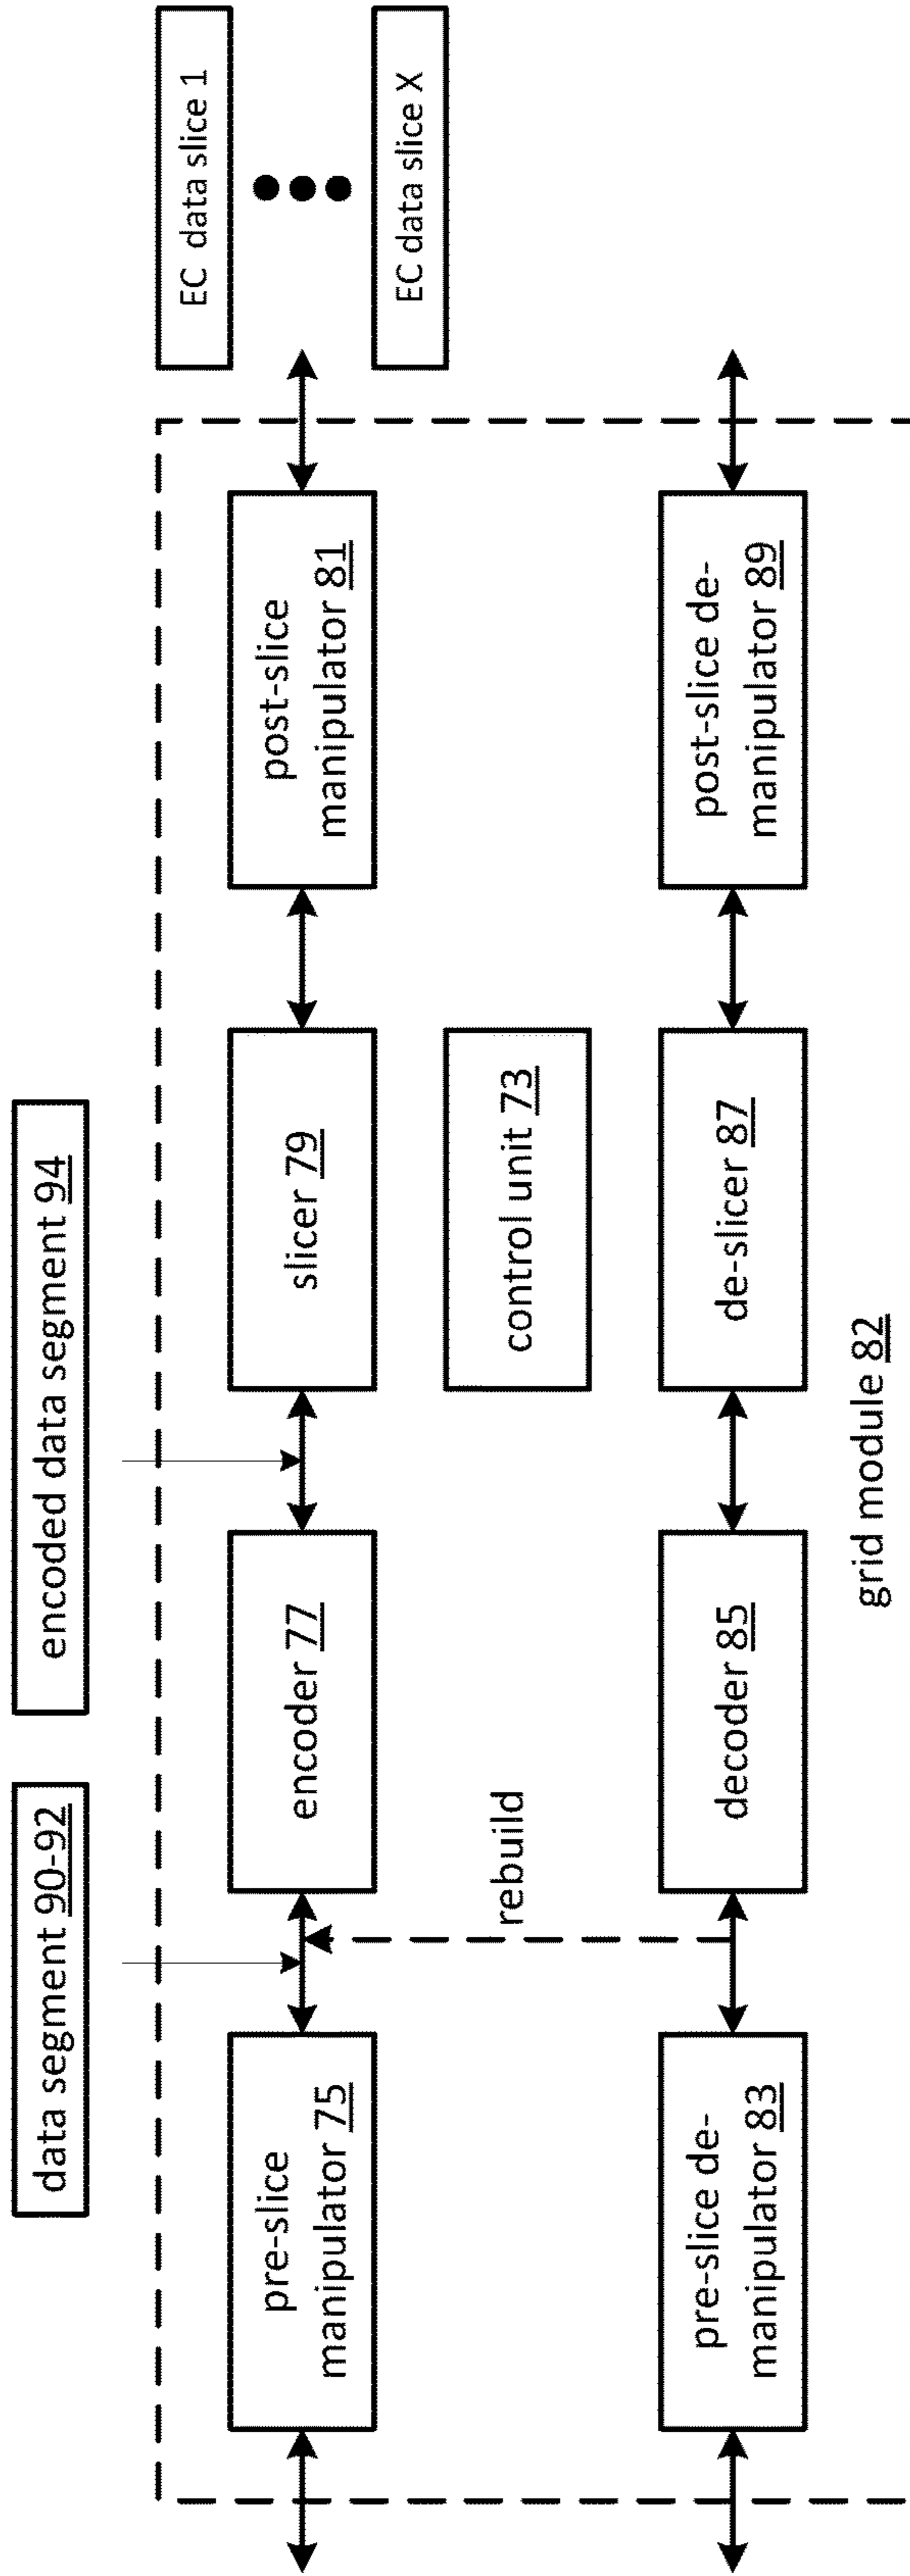 data segment 90-92
encoded data segment 94
EC data slice 1
EC data slice X
pre-slice
manipulator 75
encoder 77
slicer 79
post-slice
manipulator 81
rebuild
control unit 73
pre-slice de-
manipulator 83
decoder 85
de-slicer 87
post-slice de-
manipulator 89
grid module 82